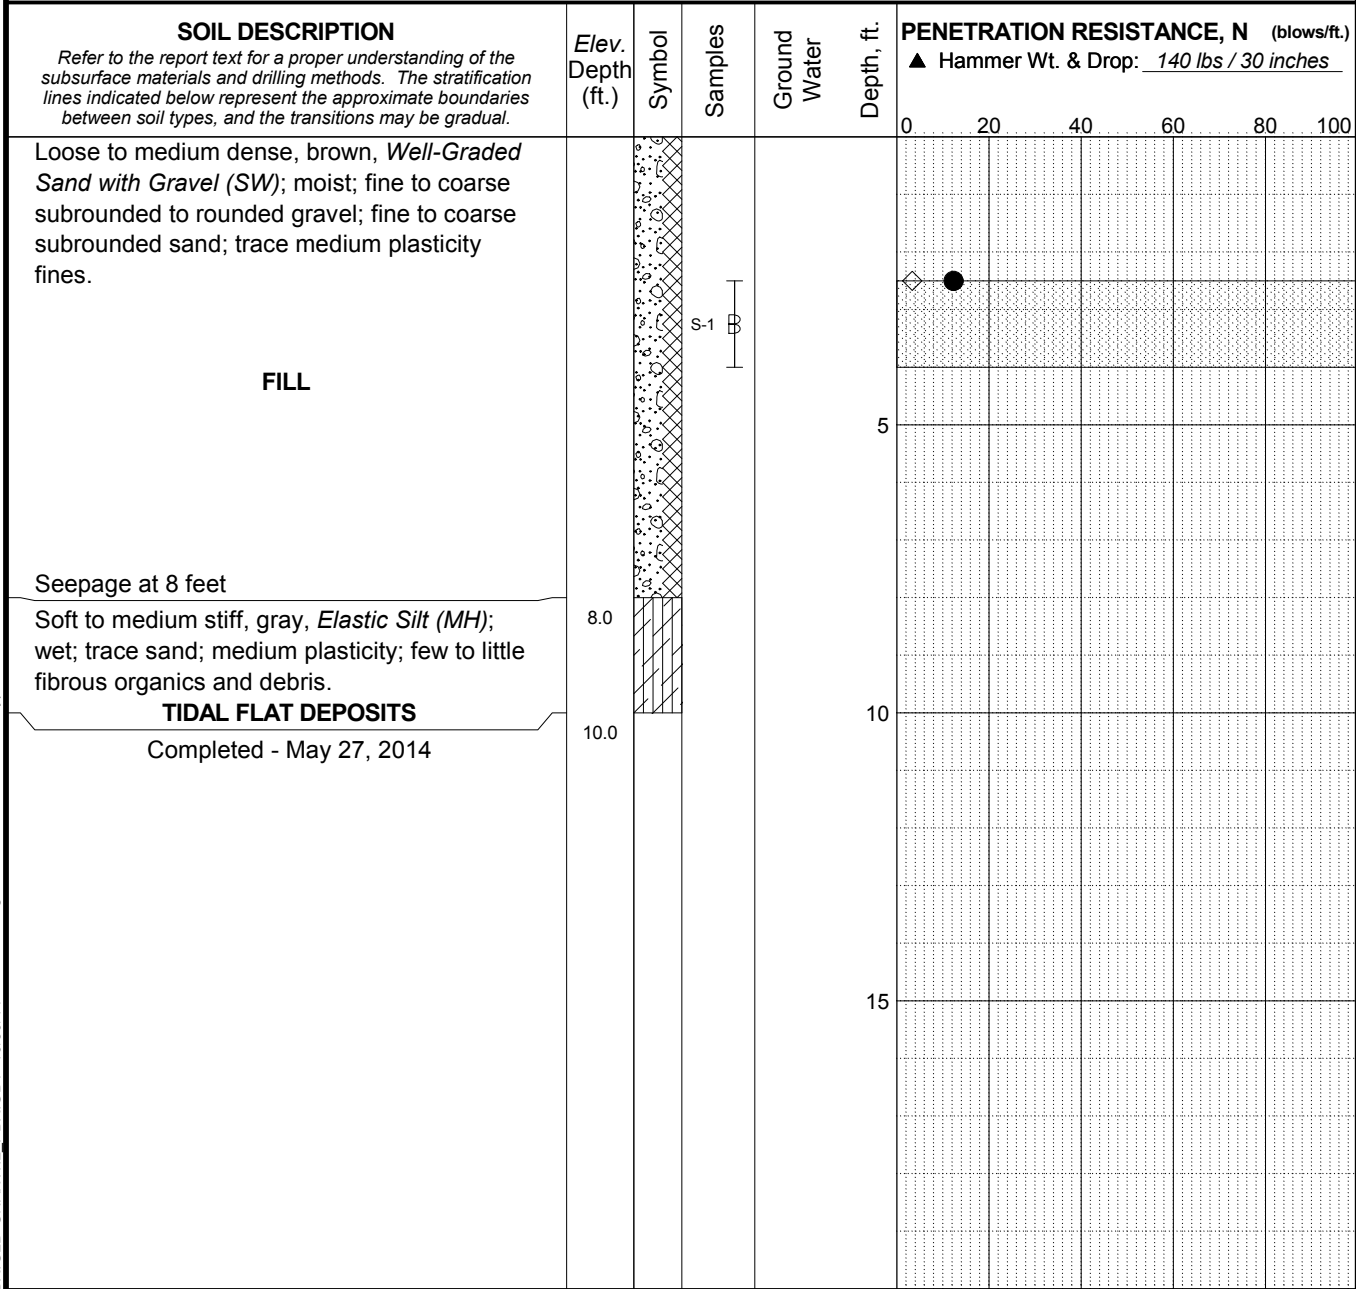 SOIL DESCRIPTION
Refer to the report text for a proper understanding of the
subsurface materials and drilling methods. The stratification
lines indicated below represent the approximate boundaries
between soil types, and the transitions may be gradual.
Elev.
Depth
(ft.)
Symbol
Samples
Ground
Water
Depth, ft.
PENETRATION RESISTANCE, N (blows/ft.)
▲ Hammer Wt. & Drop: 140 lbs / 30 inches
0 20 40 60 80 100
Loose to medium dense, brown, Well-Graded
Sand with Gravel (SW); moist; fine to coarse
subrounded to rounded gravel; fine to coarse
subrounded sand; trace medium plasticity
fines.
S-1
FILL
5
Seepage at 8 feet
Soft to medium stiff, gray, Elastic Silt (MH);
wet; trace sand; medium plasticity; few to little
fibrous organics and debris.
8.0
TIDAL FLAT DEPOSITS
10
10.0
Completed - May 27, 2014
15